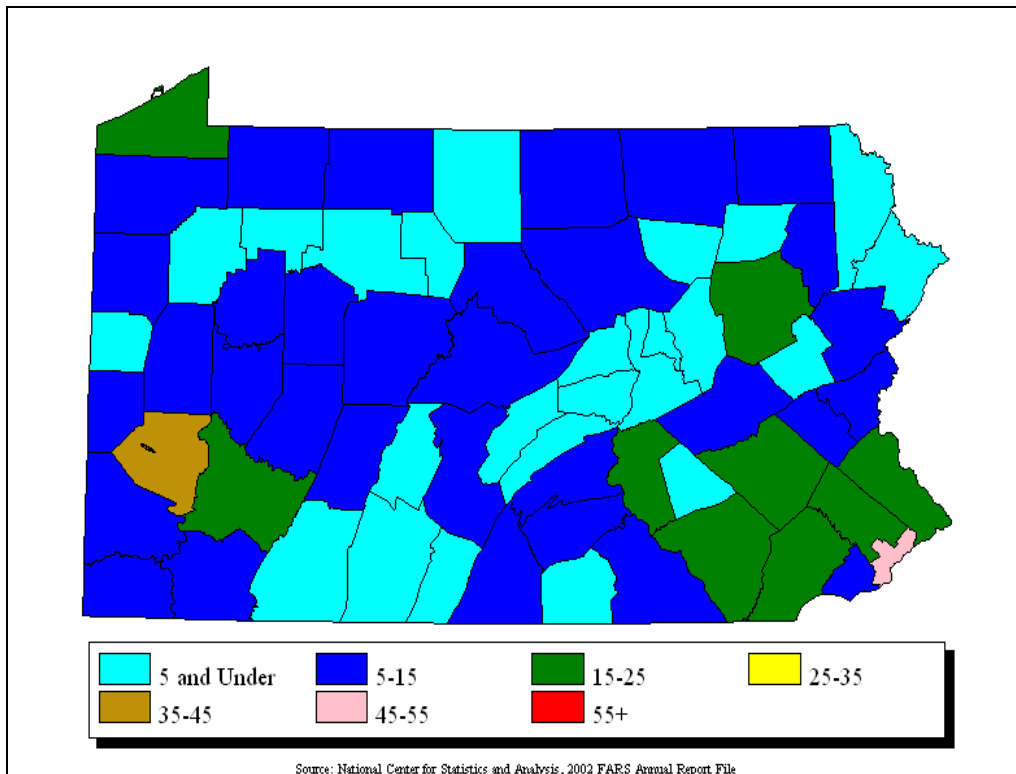 5 and Under 5-15 15-25 25-35
35-45 45-55 55+
Source: National Center for Statistics and Analysis, 2002 FARS Annual Report File